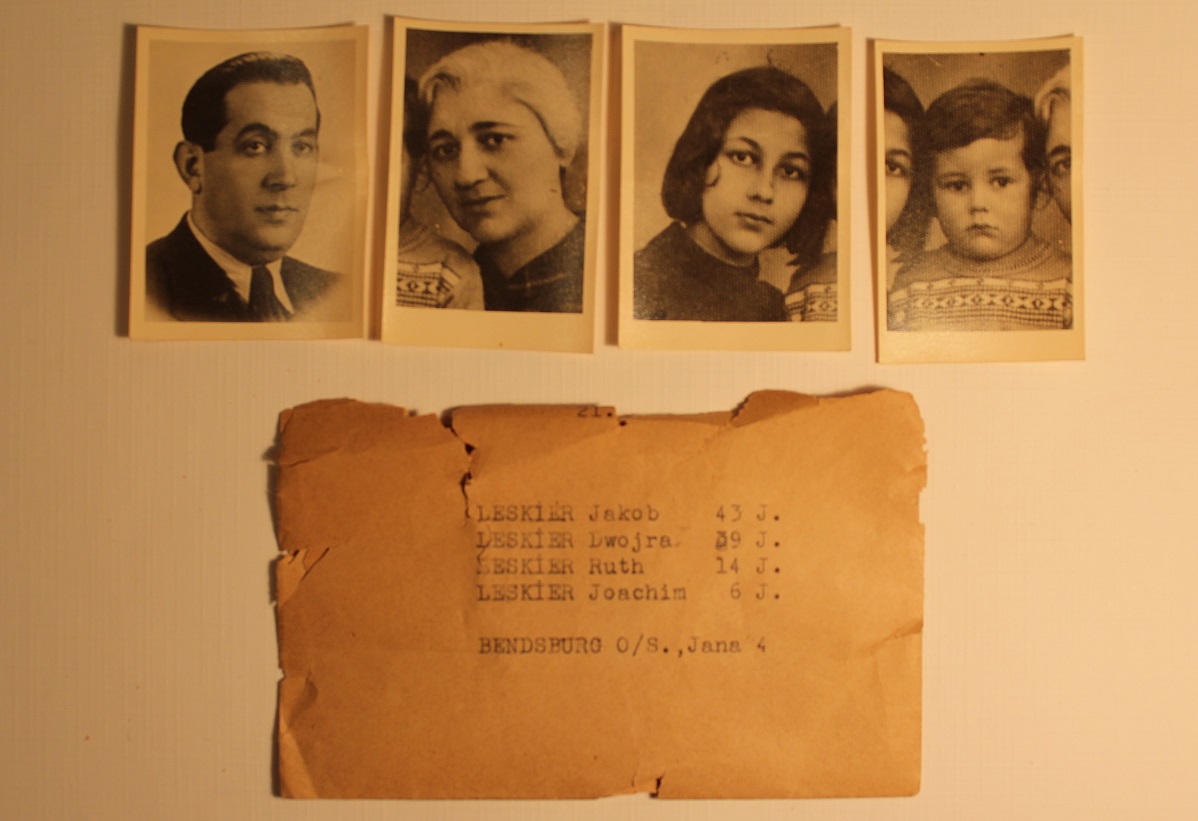 21.
LESKIER Jakob 43 J.
LESKIER Dwojra 39 J.
LESKIER Ruth 14 J.
LESKIER Joachim 6 J.
BENDSBURG O/S.,Jana 4